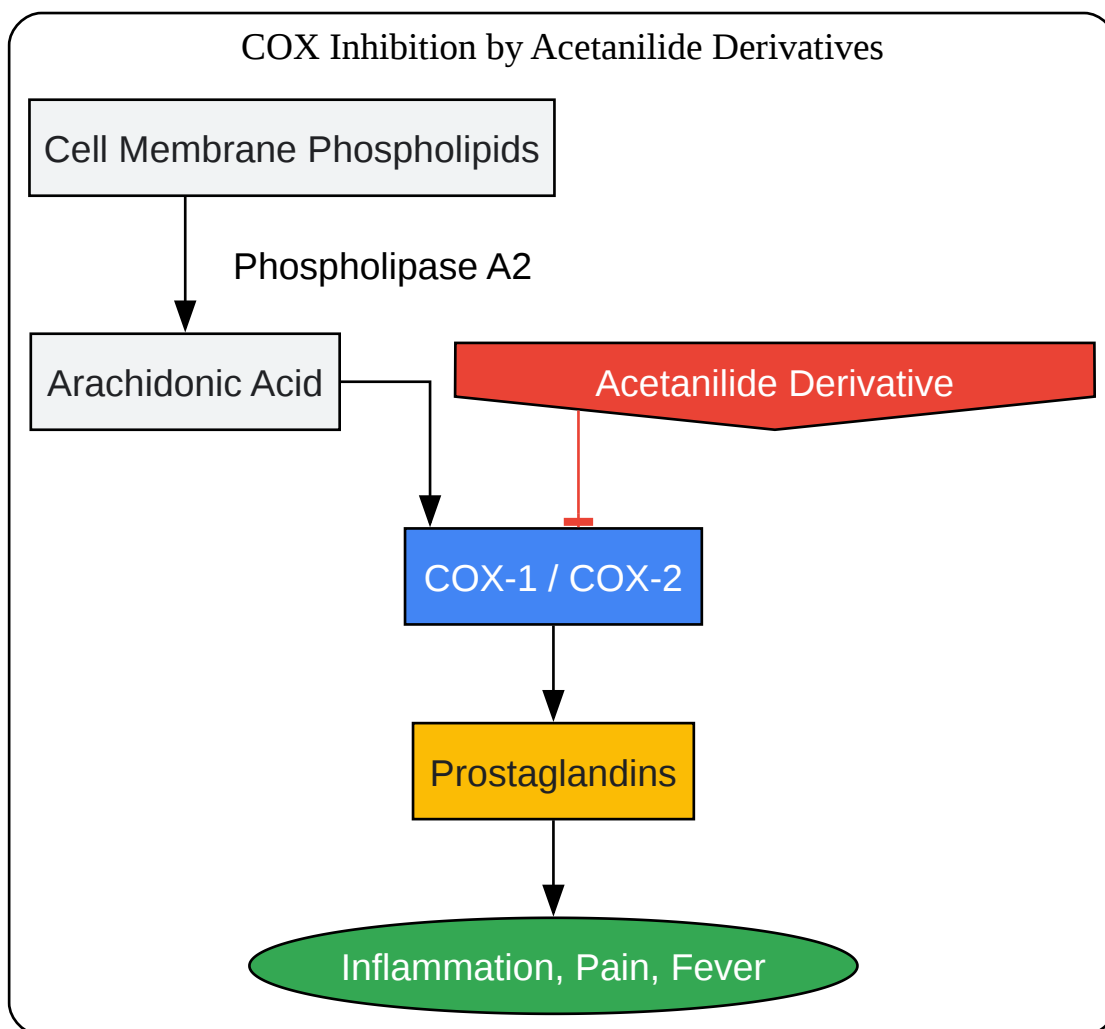 COX Inhibition by Acetanilide Derivatives
Cell Membrane Phospholipids
Phospholipase A2
Arachidonic Acid
Acetanilide Derivative
COX-1 / COX-2
Prostaglandins
Inflammation, Pain, Fever